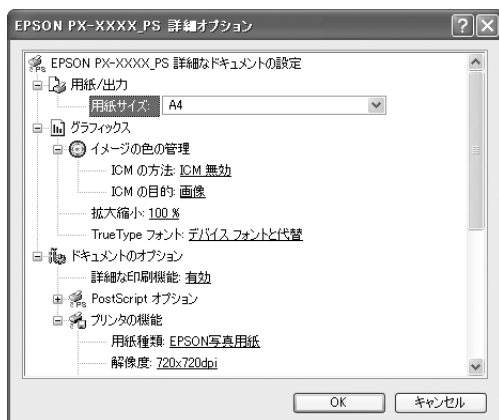 EPSON PX-XXXX_PS 詳細オプション
EPSON PX-XXXX_PS 詳細なドキュメントの設定
用紙/出力
用紙サイズ: A4
グラフィックス
イメージの色の管理
ICM の方法: ICM 無効
ICM の目的: 画像
拡大縮小: 100 %
TrueType フォント: デバイス フォントと代替
ドキュメントのオプション
詳細な印刷機能: 有効
PostScript オプション
プリンタの機能
用紙種類: EPSON写真用紙
解像度: 720x720dpi
OK キャンセル